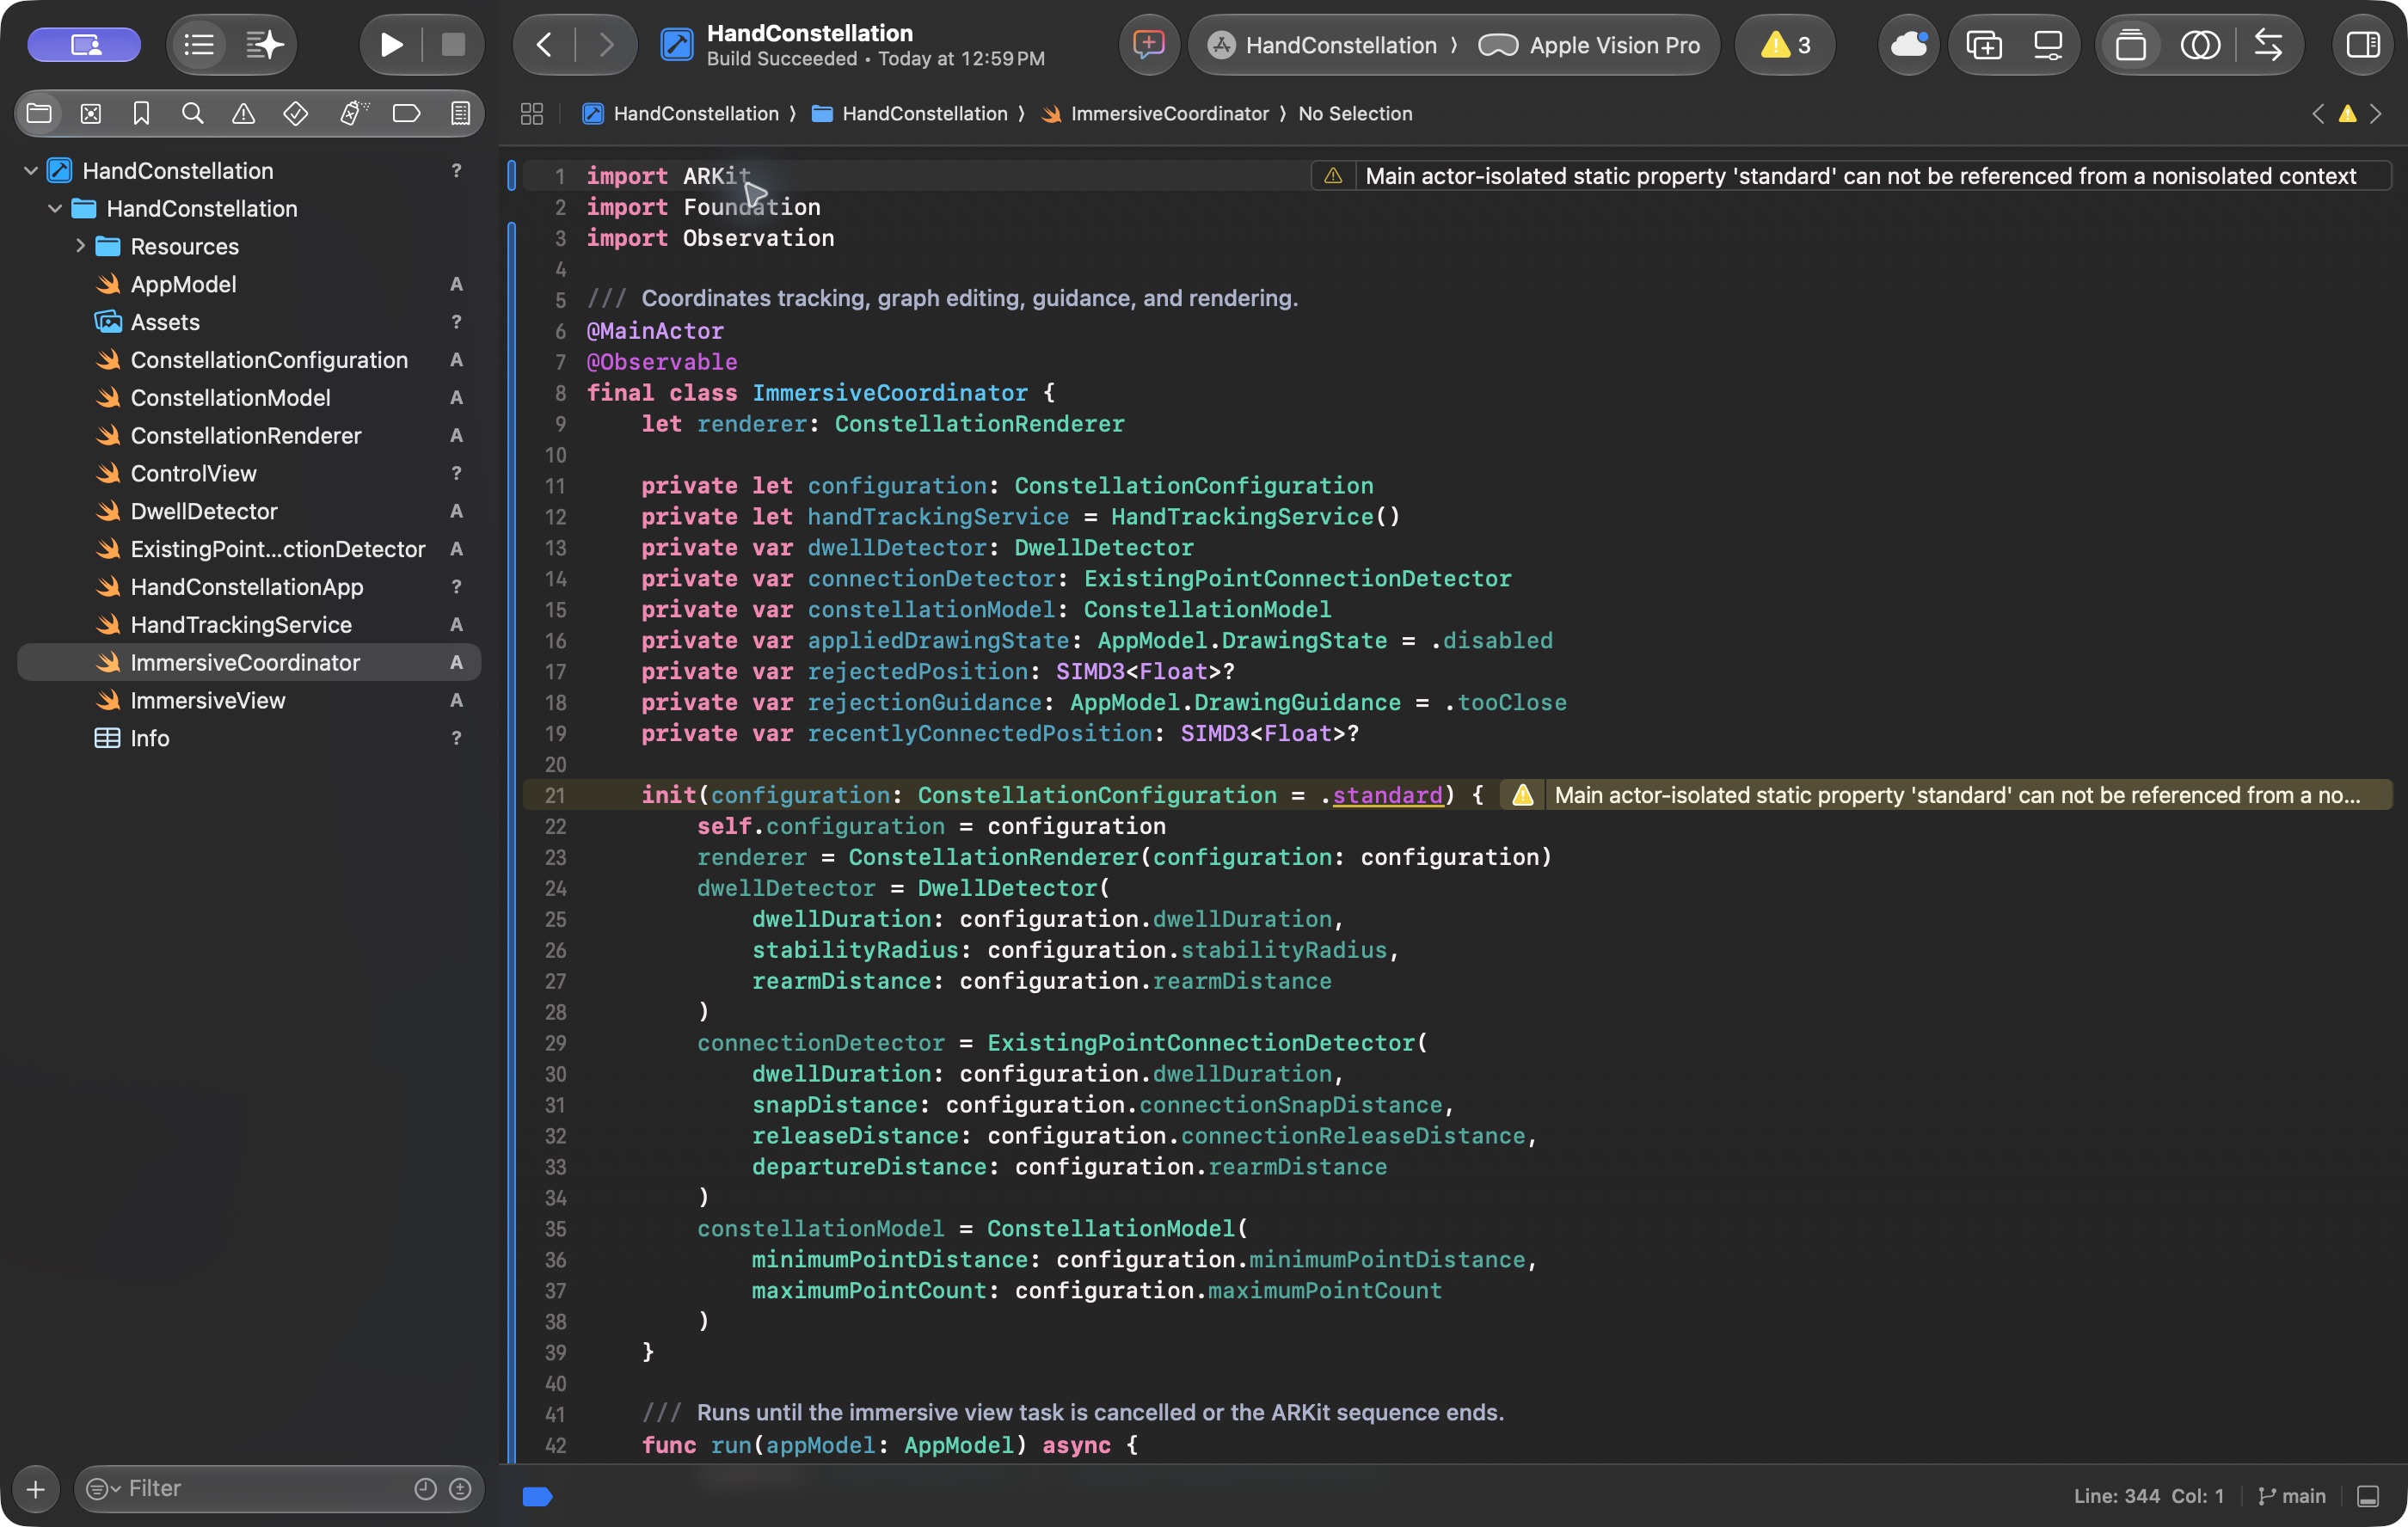 HandConstellation
Build Succeeded • Today at 12:59 PM
HandConstellation 〉 Apple Vision Pro
3
HandConstellation 〉 HandConstellation 〉 ImmersiveCoordinator 〉 No Selection
HandConstellation ?
HandConstellation
Resources
AppModel A
Assets ?
ConstellationConfiguration A
ConstellationModel A
ConstellationRenderer A
ControlView ?
DwellDetector A
ExistingPoint...ctionDetector A
HandConstellationApp ?
HandTrackingService A
ImmersiveCoordinator A
ImmersiveView A
Info ?
Filter
1 import ARKit Main actor-isolated static property 'standard' can not be referenced from a nonisolated context
2 import Foundation
3 import Observation
4
5 /// Coordinates tracking, graph editing, guidance, and rendering.
6 @MainActor
7 @Observable
8 final class ImmersiveCoordinator {
9     let renderer: ConstellationRenderer
10
11     private let configuration: ConstellationConfiguration
12     private let handTrackingService = HandTrackingService()
13     private var dwellDetector: DwellDetector
14     private var connectionDetector: ExistingPointConnectionDetector
15     private var constellationModel: ConstellationModel
16     private var appliedDrawingState: AppModel.DrawingState = .disabled
17     private var rejectedPosition: SIMD3<Float>?
18     private var rejectionGuidance: AppModel.DrawingGuidance = .tooClose
19     private var recentlyConnectedPosition: SIMD3<Float>?
20
21     init(configuration: ConstellationConfiguration = .standard) { Main actor-isolated static property 'standard' can not be referenced from a no...
22         self.configuration = configuration
23         renderer = ConstellationRenderer(configuration: configuration)
24         dwellDetector = DwellDetector(
25             dwellDuration: configuration.dwellDuration,
26             stabilityRadius: configuration.stabilityRadius,
27             rearmDistance: configuration.rearmDistance
28         )
29         connectionDetector = ExistingPointConnectionDetector(
30             dwellDuration: configuration.dwellDuration,
31             snapDistance: configuration.connectionSnapDistance,
32             releaseDistance: configuration.connectionReleaseDistance,
33             departureDistance: configuration.rearmDistance
34         )
35         constellationModel = ConstellationModel(
36             minimumPointDistance: configuration.minimumPointDistance,
37             maximumPointCount: configuration.maximumPointCount
38         )
39     }
40
41     /// Runs until the immersive view task is cancelled or the ARKit sequence ends.
42     func run(appModel: AppModel) async {
Line: 344 Col: 1 main